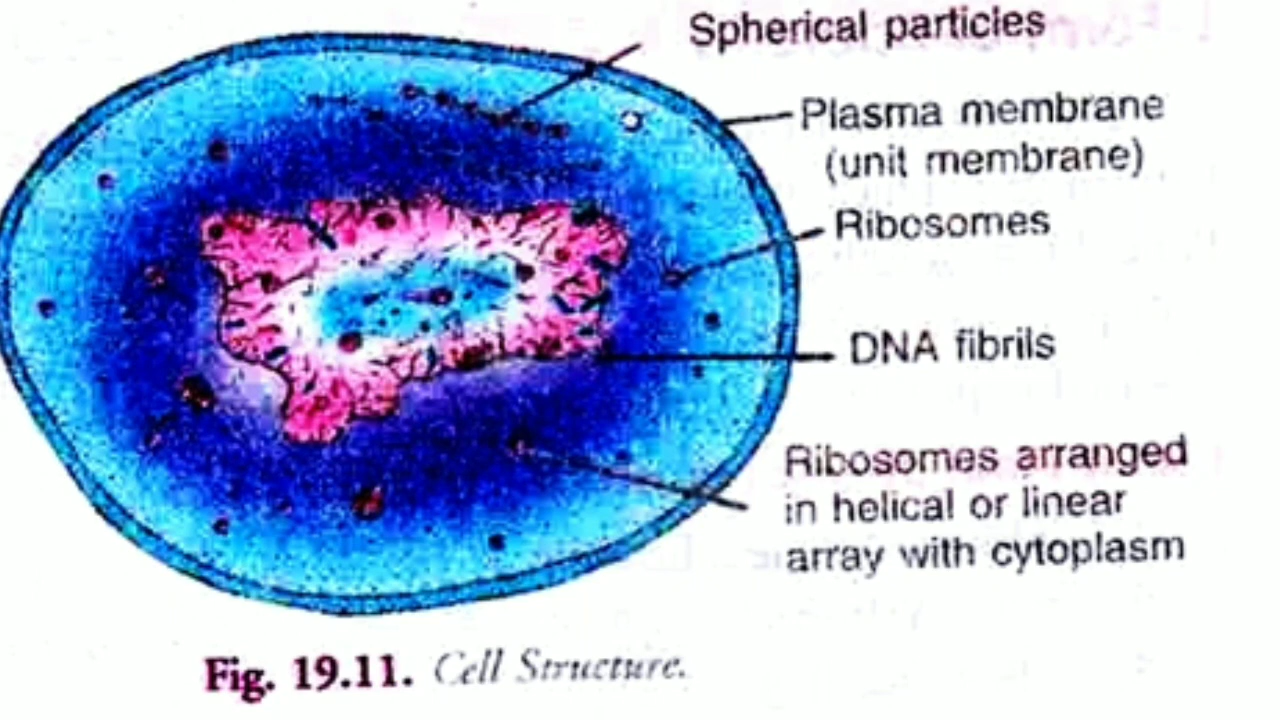 Spherical particles
Plasma membrane
(unit membrane)
Ribosomes
DNA fibrils
Ribosomes arranged
in helical or linear
array with cytoplasm
Fig. 19.11. Cell Structure.